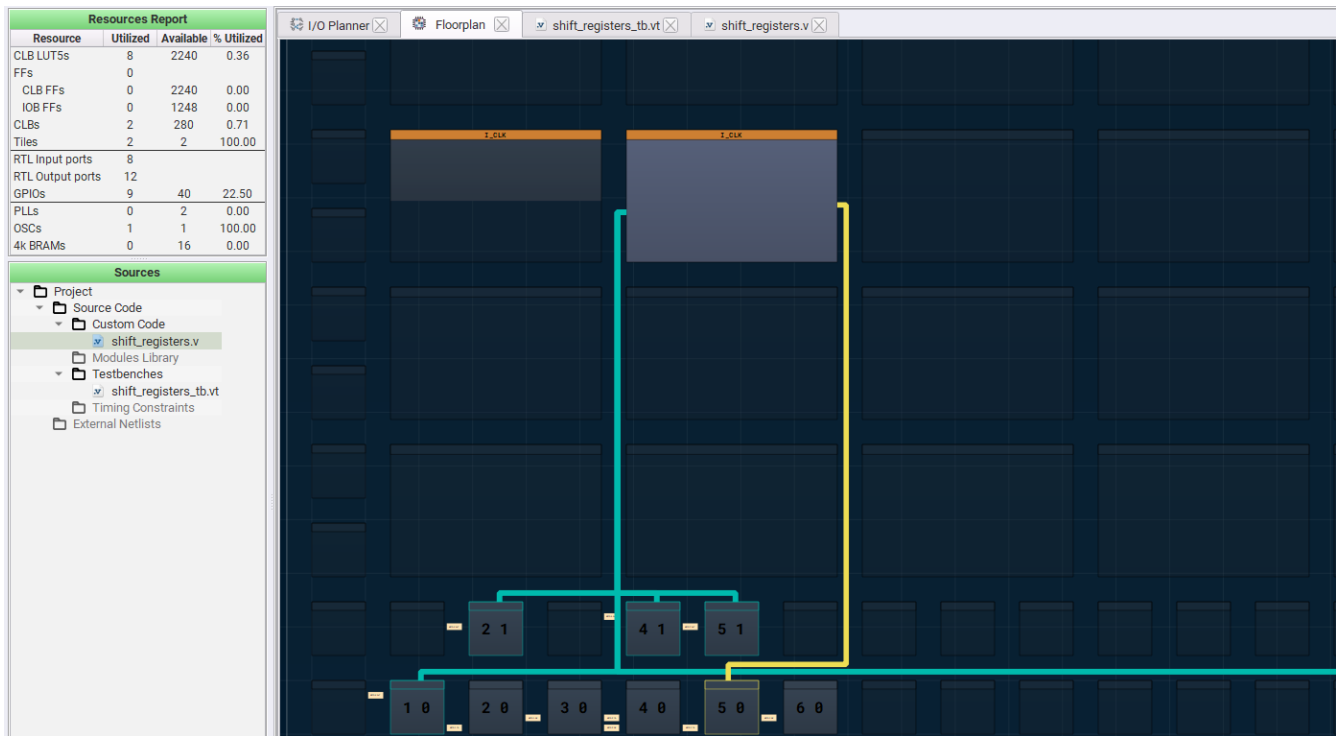 Resources Report
Resource Utilized Available % Utilized
CLB LUT5s 8 2240 0.36
FFs 0
CLB FFs 0 2240 0.00
IOB FFs 0 1248 0.00
CLBs 2 280 0.71
Tiles 2 2 100.00
RTL Input ports 8
RTL Output ports 12
GPIOs 9 40 22.50
PLLs 0 2 0.00
OSCs 1 1 100.00
4k BRAMs 0 16 0.00
Sources
Project
Source Code
Custom Code
shift_registers.v
Modules Library
Testbenches
shift_registers_tb.vt
Timing Constraints
External Netlists
I/O Planner Floorplan shift_registers_tb.vt shift_registers.v
I_CLK I_CLK
2 1 4 1 5 1
1 0 2 0 3 0 4 0 5 0 6 0